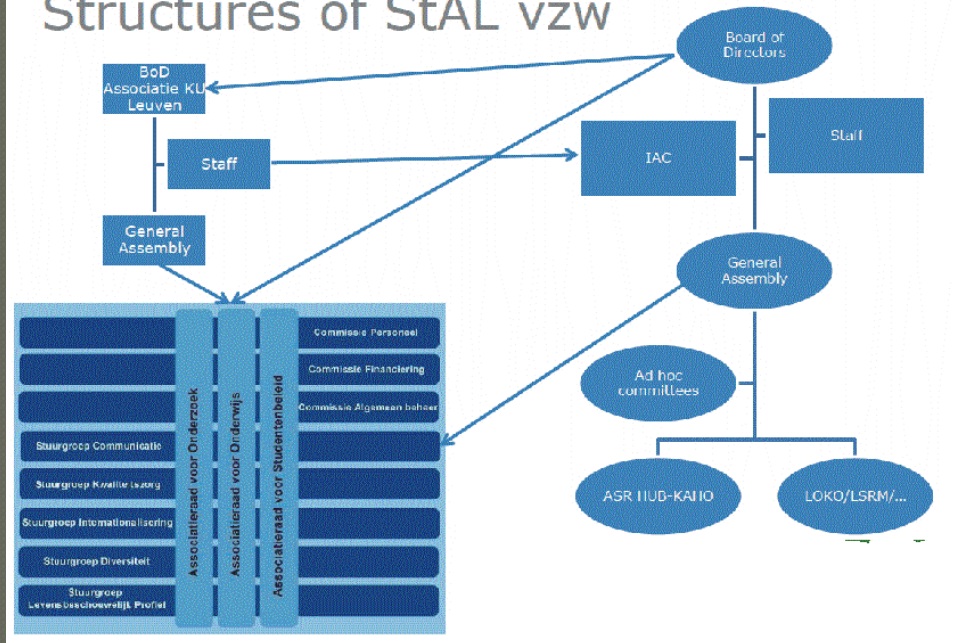 Structures of StAL vzw
Board of
Directors
BoD
Associatie KU
Leuven
Staff
IAC
Staff
General
Assembly
General
Assembly
Ad hoc
committees
ASR HUB-KAHO
LOKO/LSRM/...
Commissie Personeel
Commissie Financiering
Commissie Algemeen beheer
Stuurgroep Communicatie
Stuurgroep Kwaliteitszorg
Stuurgroep Internationalisering
Stuurgroep Diversiteit
Stuurgroep
Levensbeschouwelijk Profiel
Associatieraad voor Onderzoek
Associatieraad voor Onderwijs
Associatieraad voor Studentenbeleid